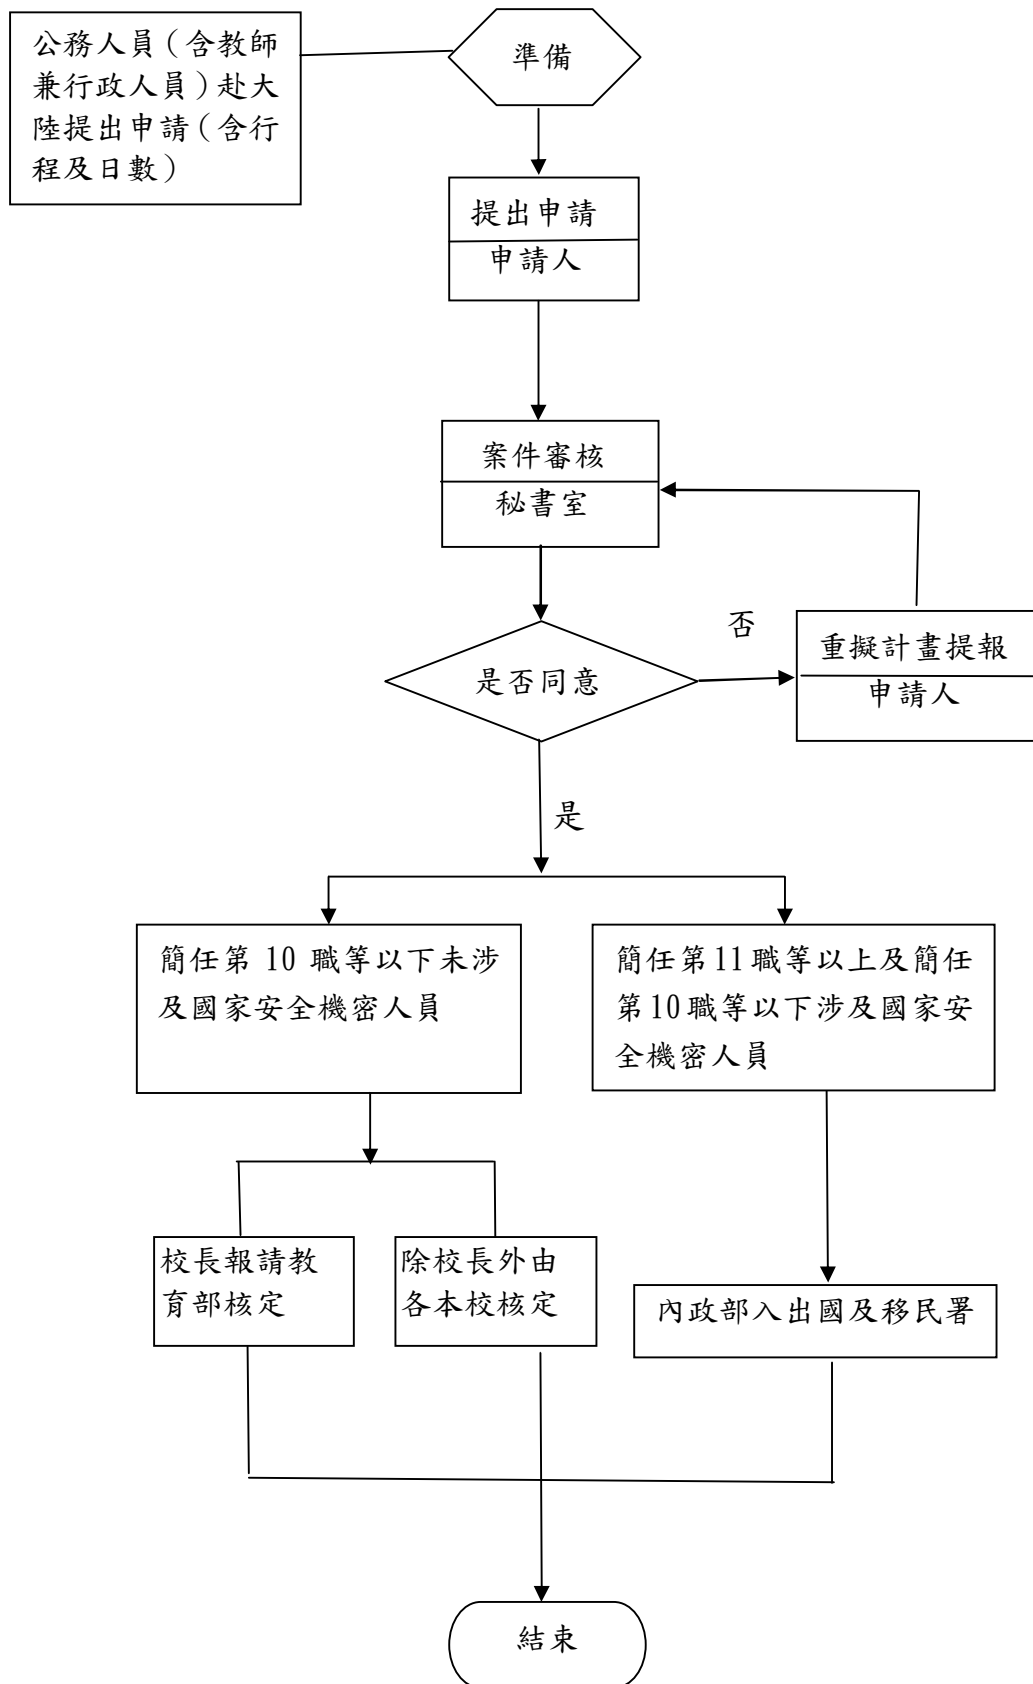 公務人員（含教師
兼行政人員）赴大
陸提出申請（含行
程及日數）
準備
提出申請
申請人
案件審核
秘書室
是否同意
否
重擬計畫提報
申請人
是
簡任第 10 職等以下未涉
及國家安全機密人員
簡任第11職等以上及簡任
第10職等以下涉及國家安
全機密人員
校長報請教
育部核定
除校長外由
各本校核定
內政部入出國及移民署
結束